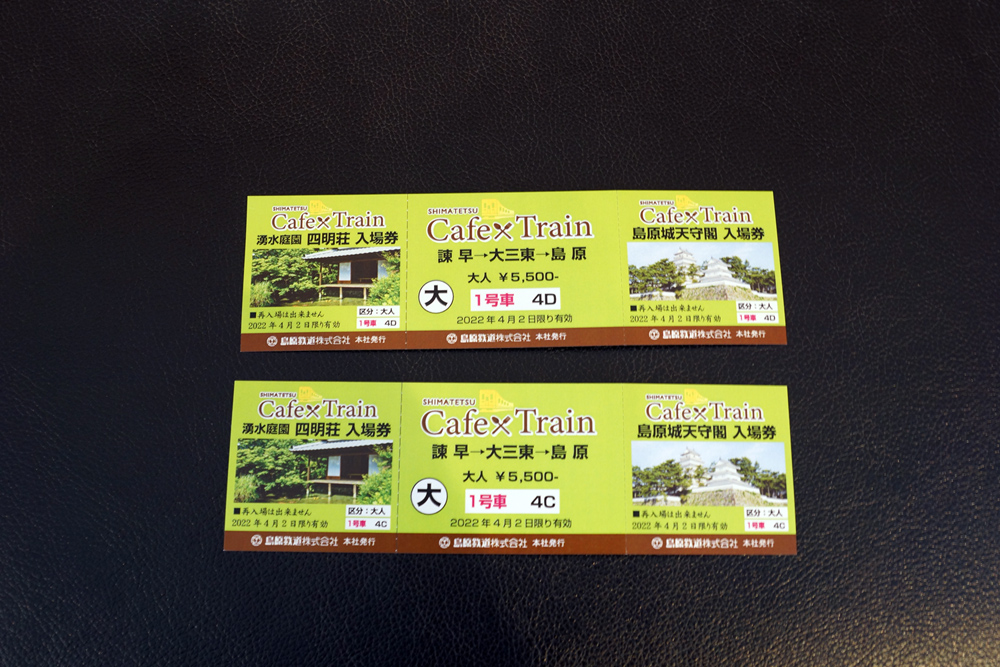 SHIMATETSU
Cafe×Train
湧水庭園 四明荘 入場券
■再入場は出来ません
2022年4月2日限り有効
区分:大人
1号車 4D
島原鉄道株式会社 本社発行
SHIMATETSU
Cafe×Train
諫早→大三東→島原
大人 ¥5,500-
大
1号車 4D
2022年4月2日限り有効
島原鉄道株式会社 本社発行
SHIMATETSU
Cafe×Train
島原城天守閣 入場券
■再入場は出来ません
2022年4月2日限り有効
区分:大人
1号車 4D
島原鉄道株式会社 本社発行
SHIMATETSU
Cafe×Train
湧水庭園 四明荘 入場券
■再入場は出来ません
2022年4月2日限り有効
区分:大人
1号車 4C
島原鉄道株式会社 本社発行
SHIMATETSU
Cafe×Train
諫早→大三東→島原
大人 ¥5,500-
大
1号車 4C
2022年4月2日限り有効
島原鉄道株式会社 本社発行
SHIMATETSU
Cafe×Train
島原城天守閣 入場券
■再入場は出来ません
2022年4月2日限り有効
区分:大人
1号車 4C
島原鉄道株式会社 本社発行